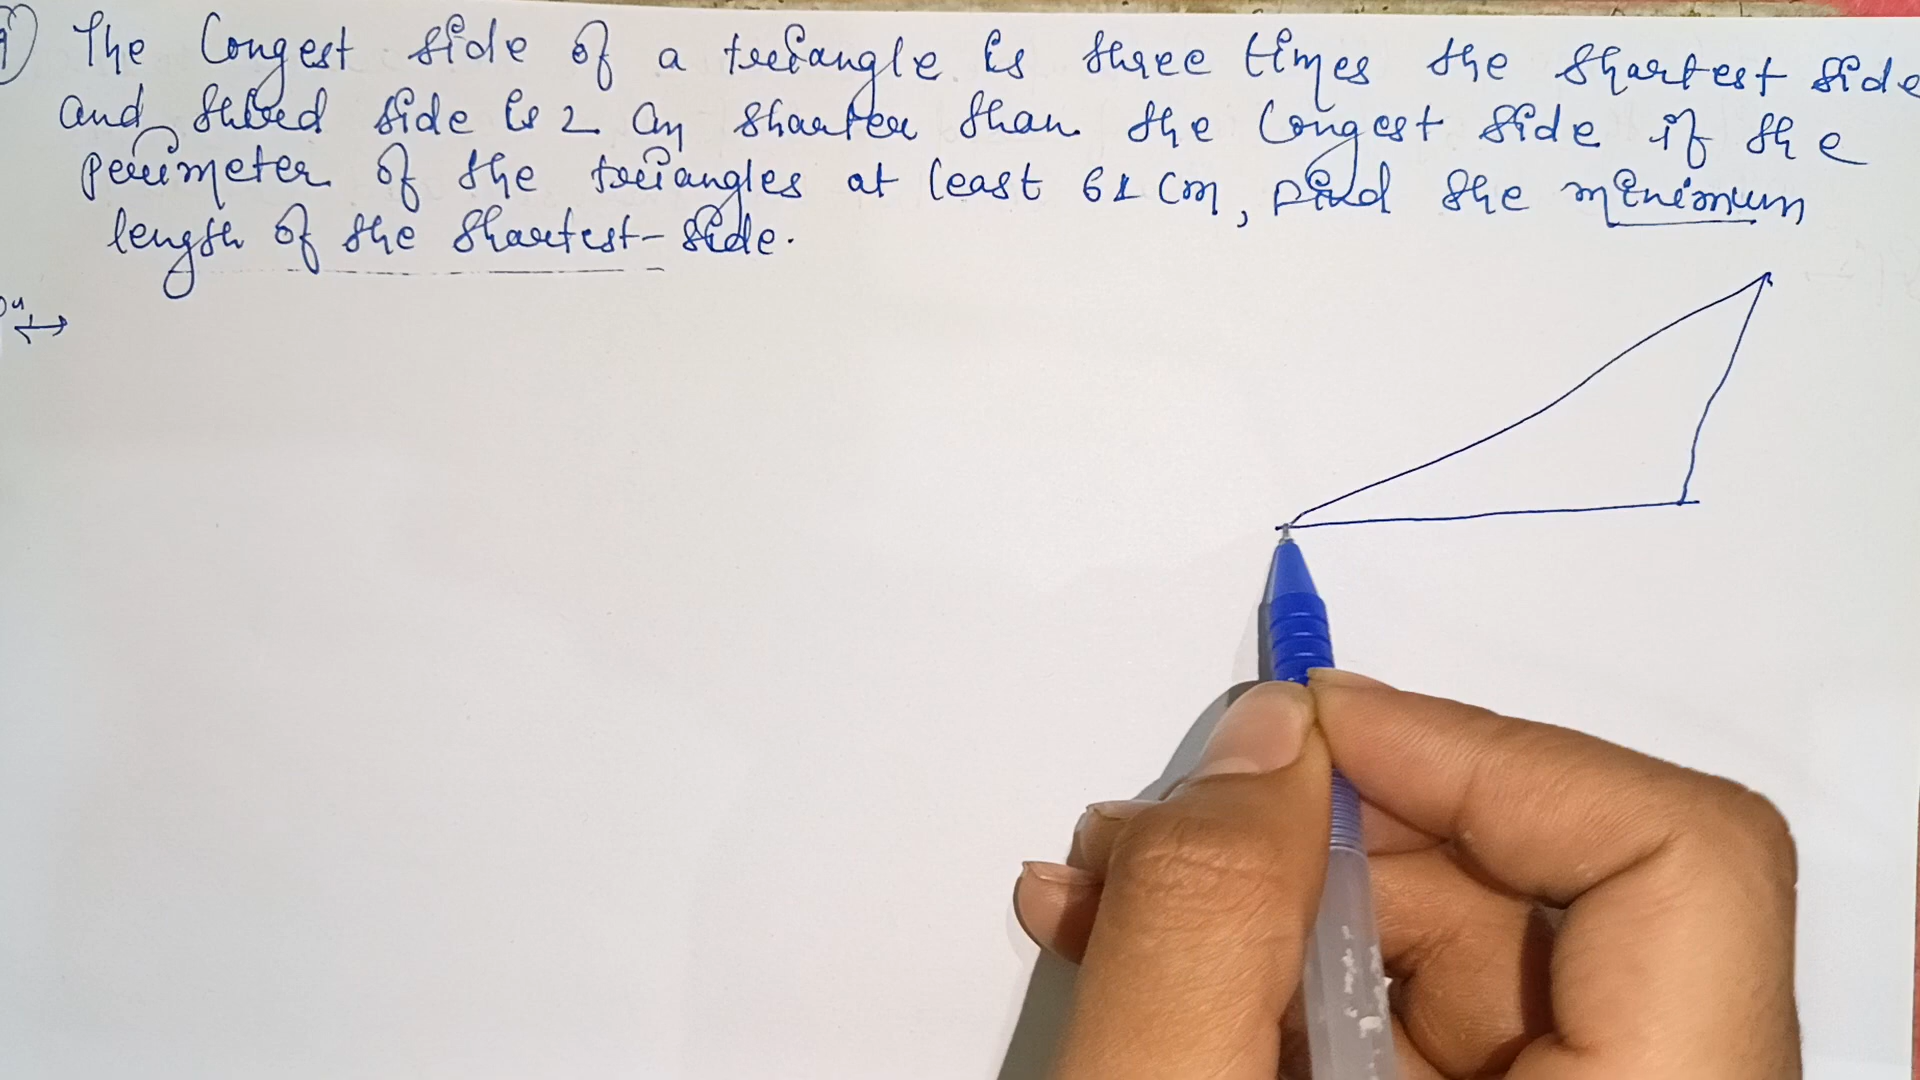 The longest side of a triangle is three times the shortest side
and third side is 2 cm shorter than the longest side if the
perimeter of the triangles at least 61 cm, find the minimum
length of the shortest-side.